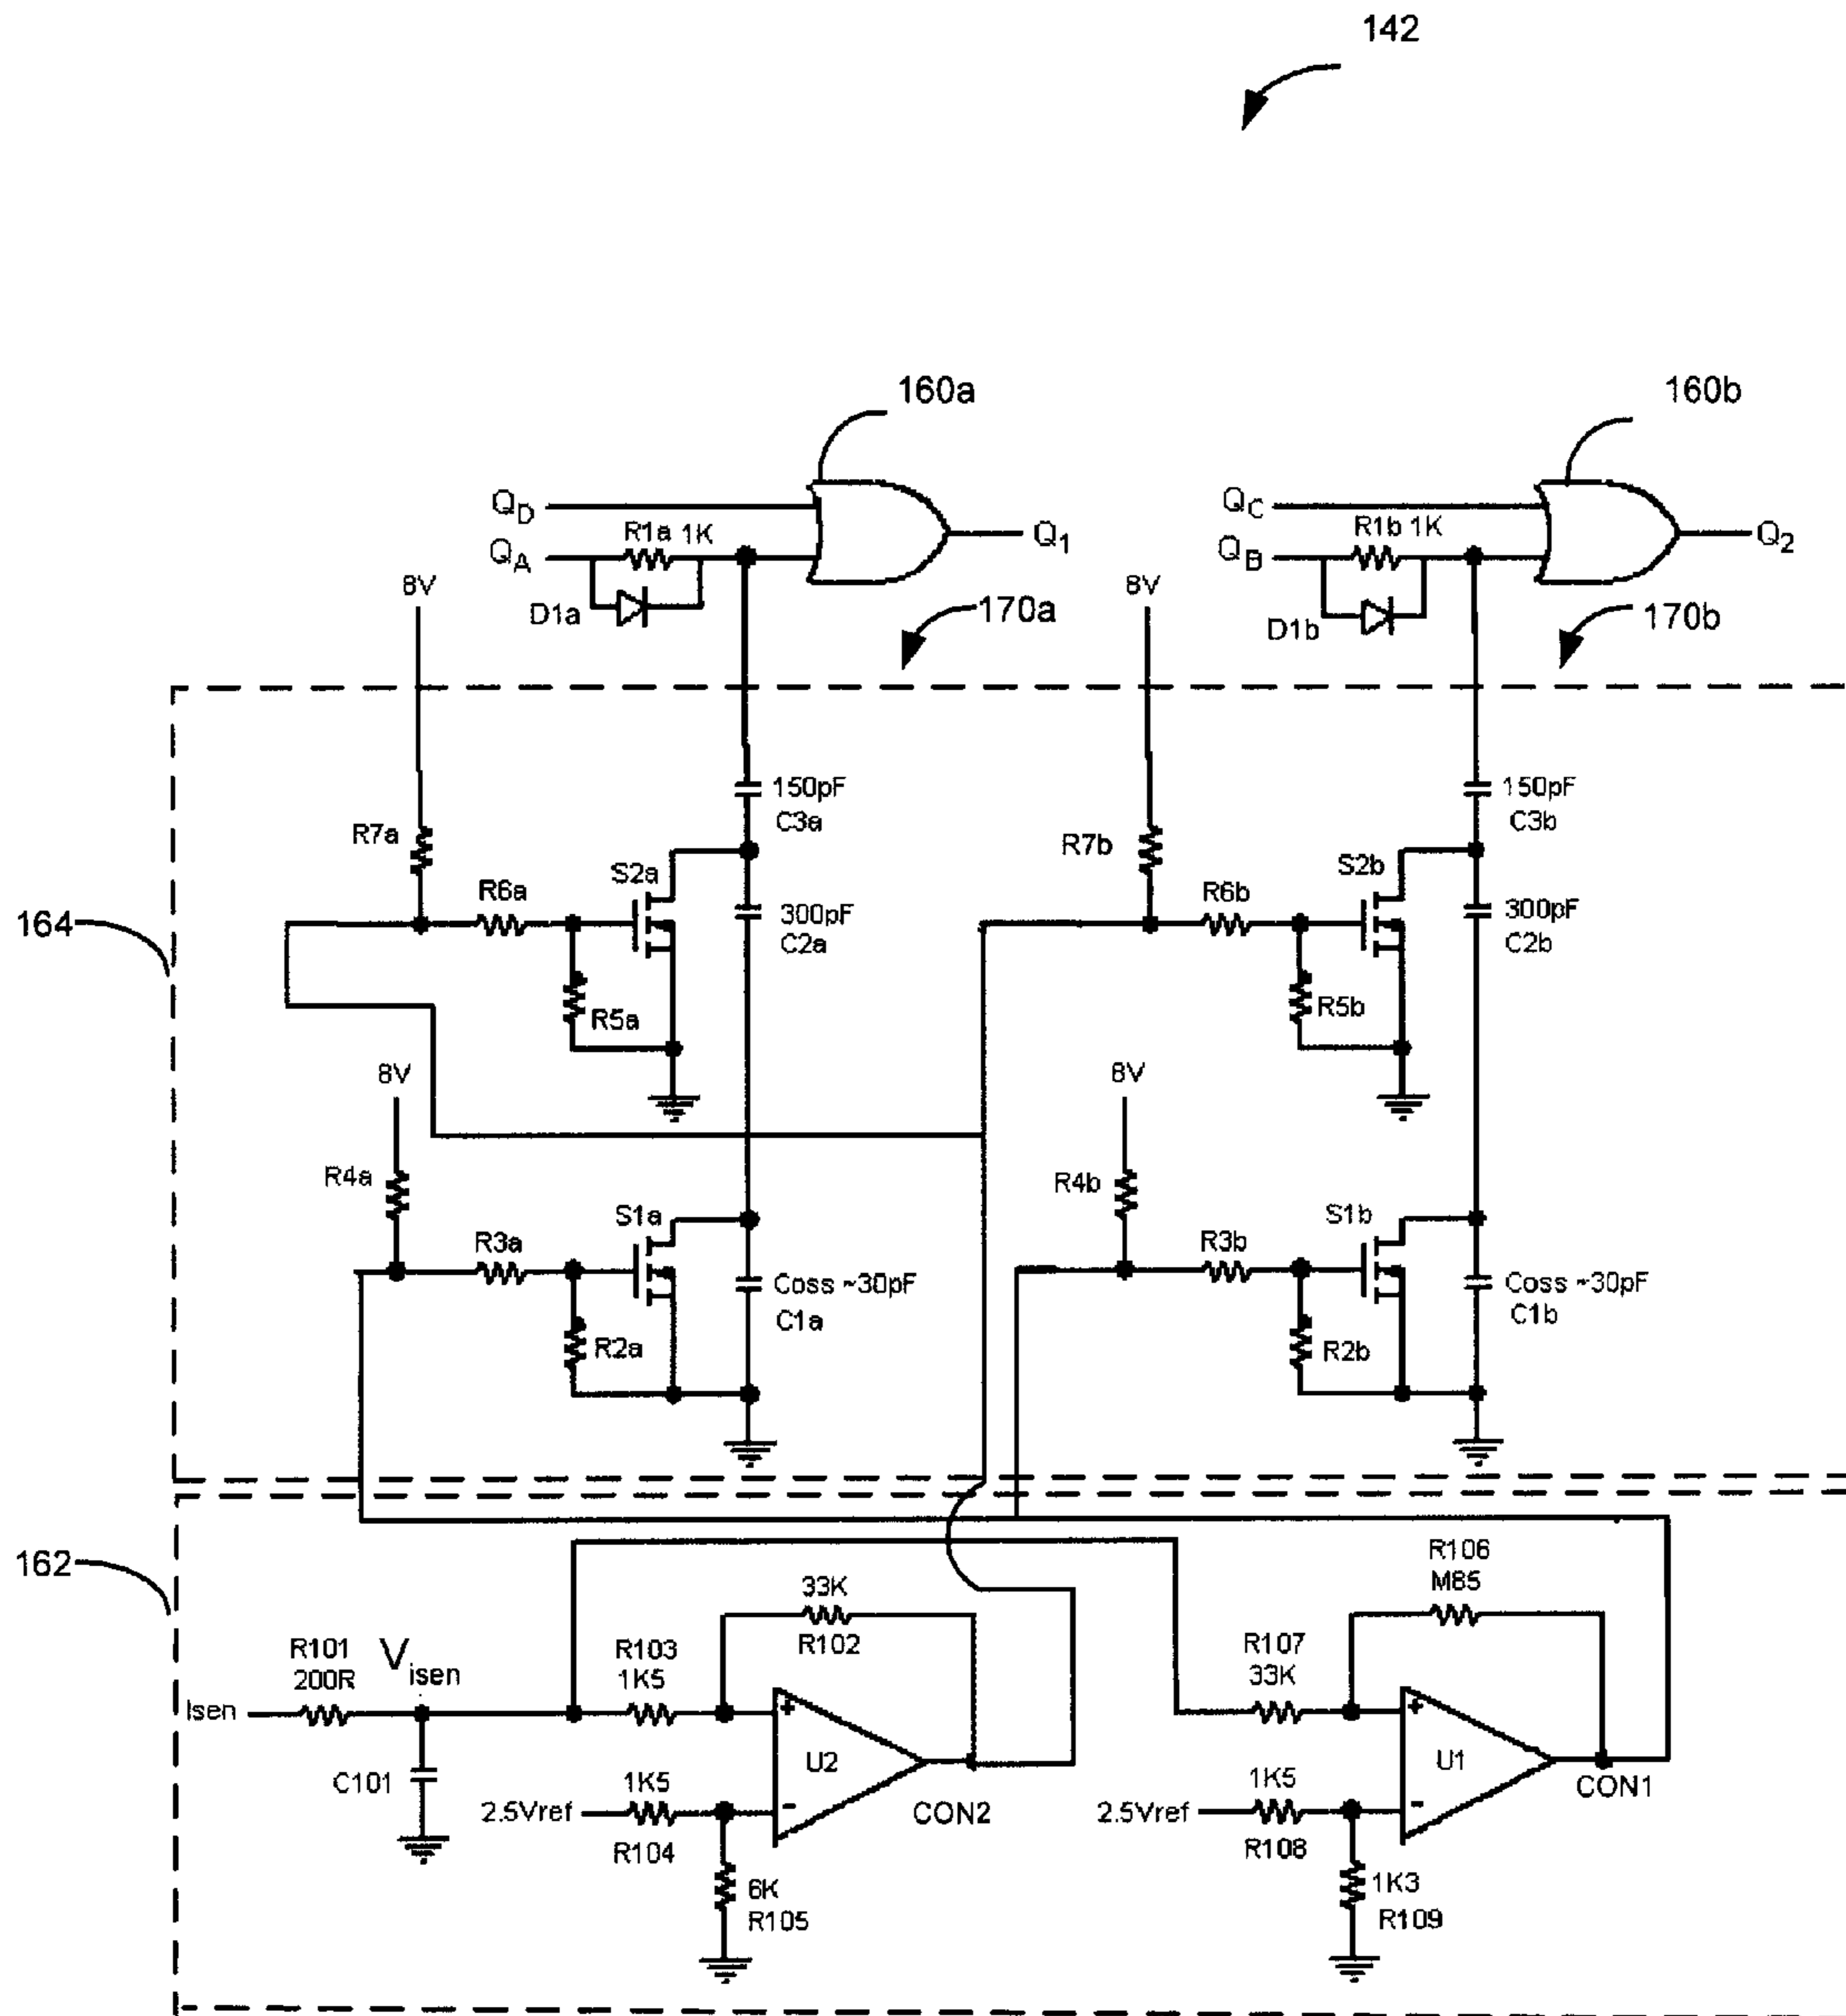 142
160a
160b
QD
R1a 1K
Q1
QA
D1a
170a
QC
R1b 1K
Q2
QB
D1b
170b
8V
8V
164
150pF
C3a
R7a
S2a
R6a
300pF
C2a
R5a
150pF
C3b
R7b
S2b
R6b
300pF
C2b
R5b
8V
R4a
S1a
R3a
Coss ~30pF
C1a
R2a
8V
R4b
S1b
R3b
Coss ~30pF
C1b
R2b
162
Isen
R101
200R
Visen
C101
R103
1K5
33K
R102
+
U2
-
2.5Vref
1K5
R104
6K
R105
CON2
R107
33K
R106
M85
+
U1
-
2.5Vref
1K5
R108
1K3
R109
CON1